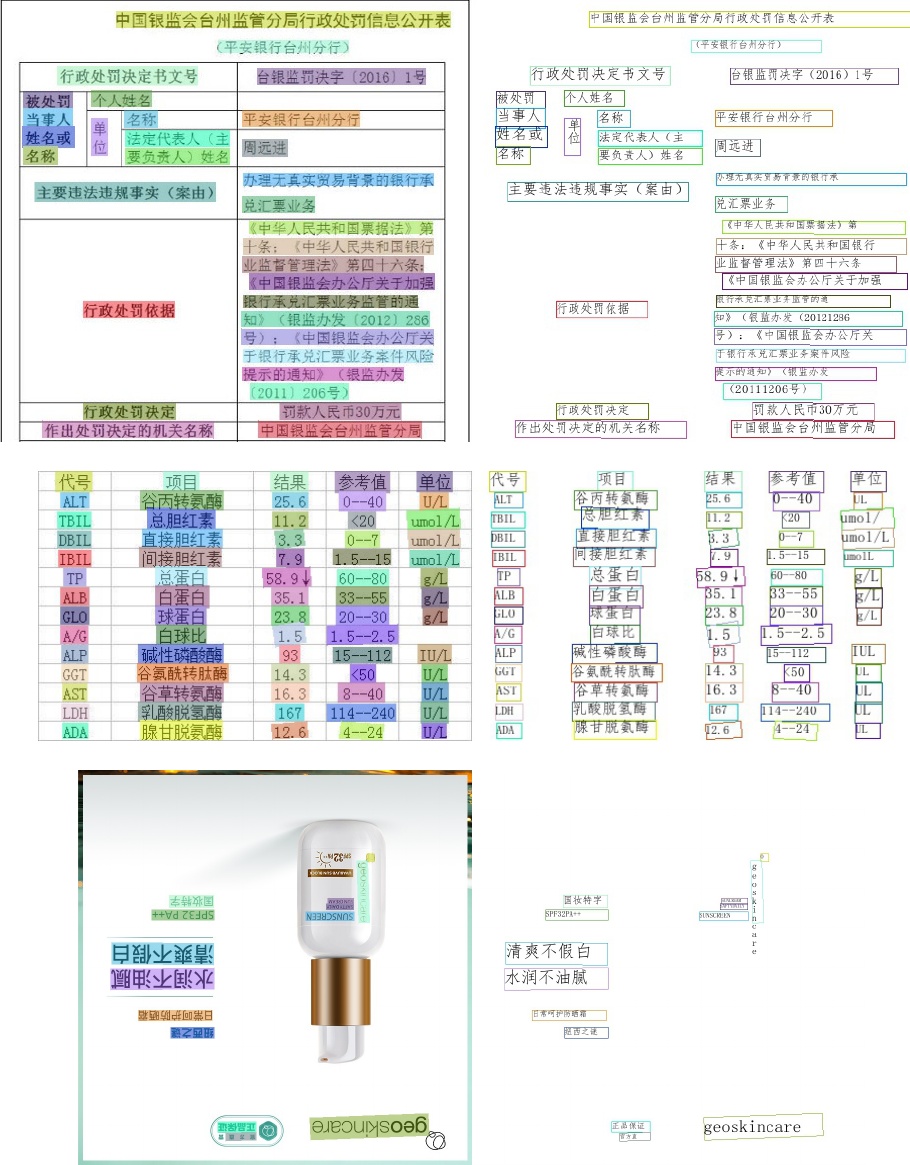 中国银监会台州监管分局行政处罚信息公开表
（平安银行台州分行）
行政处罚决定书文号 台银监罚决字〔2016〕1号
被处罚当事人姓名或名称
个人姓名
单位
名称 平安银行台州分行
法定代表人（主要负责人）姓名 周远进
主要违法违规事实（案由）
办理无真实贸易背景的银行承
兑汇票业务
行政处罚依据
《中华人民共和国票据法》第
十条；《中华人民共和国银行
业监督管理法》第四十六条；
《中国银监会办公厅关于加强
银行承兑汇票业务监管的通
知》（银监办发〔2012〕286
号）；《中国银监会办公厅关
于银行承兑汇票业务案件风险
提示的通知》（银监办发
〔2011〕206号）
行政处罚决定 罚款人民币30万元
作出处罚决定的机关名称 中国银监会台州监管分局
中国银监会台州监管分局行政处罚信息公开表
（平安银行台州分行）
行政处罚决定书文号 台银监罚决字（2016）1号
被处罚
当事人
姓名或
名称
个人姓名
单位
名称 平安银行台州分行
法定代表人（主
要负责人）姓名
周远进
主要违法违规事实（案由）
办理无真实贸易背景的银行承
兑汇票业务
行政处罚依据
《中华人民共和国票据法》第
十条；《中华人民共和国银行
业监督管理法》第四十六条
《中国银监会办公厅关于加强
银行承兑汇票业务监管的通
知》（银监办发（20121286
号）；《中国银监会办公厅关
于银行承兑汇票业务案件风险
提示的通知》（银监办发
（20111206号）
行政处罚决定 罚款人民币30万元
作出处罚决定的机关名称 中国银监会台州监管分局
代号 项目 结果 参考值 单位
ALT 谷丙转氨酶 25.6 0--40 U/L
TBIL 总胆红素 11.2 <20 umol/L
DBIL 直接胆红素 3.3 0--7 umol/L
IBIL 间接胆红素 7.9 1.5--15 umol/L
TP 总蛋白 58.9↓ 60--80 g/L
ALB 白蛋白 35.1 33--55 g/L
GLO 球蛋白 23.8 20--30 g/L
A/G 白球比 1.5 1.5--2.5
ALP 碱性磷酸酶 93 15--112 IU/L
GGT 谷氨酰转肽酶 14.3 <50 U/L
AST 谷草转氨酶 16.3 8--40 U/L
LDH 乳酸脱氢酶 167 114--240 U/L
ADA 腺甘脱氨酶 12.6 4--24 U/L
代号 项目 结果 参考值 单位
ALT 谷丙转氨酶 25.6 0--40 UL
TBIL 总胆红素 11.2 <20 umol/
DBIL 直接胆红素 3.3 0--7 umol/L
IBIL 间接胆红素 7.9 1.5--15 umolL
TP 总蛋白 58.9↓ 60--80 g/L
ALB 白蛋白 35.1 33--55 g/L
GLO 球蛋白 23.8 20--30 g/L
A/G 白球比 1.5 1.5--2.5
ALP 碱性磷酸酶 93 15--112 IUL
GGT 谷氨酰转肽酶 14.3 <50 UL
AST 谷草转氨酶 16.3 8--40 UL
LDH 乳酸脱氢酶 167 114--240 UL
ADA 腺甘脱氨酶 12.6 4--24 UL
国妆特字
SPF32 PA++
清爽不假白
水润不油腻
日常呵护防晒霜
纽西之谜
geoskincare
SUNSCREEN
正品保证
geoskincare
国妆特字
SPF32PA++
清爽不假白
水润不油腻
日常呵护防晒霜
纽西之谜
geoskincare
SUNSCREEN
正品保证
geoskincare